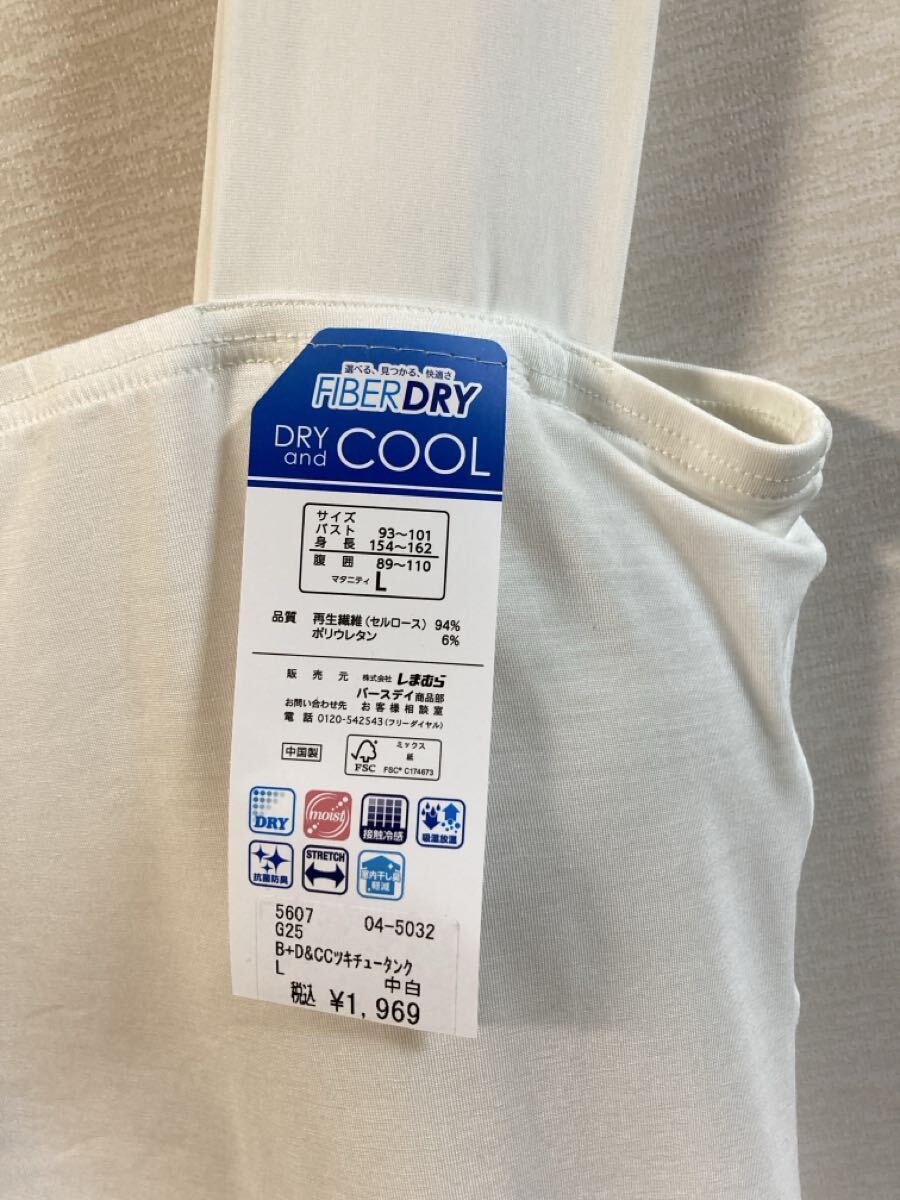 選べる、見つかる、快適さ
FIBERDRY
DRY and COOL
サイズ
バスト 93〜101
身長 154〜162
腹囲 89〜110
マタニティ L
品質 再生繊維(セルロース) 94%
ポリウレタン 6%
販売元 株式会社 しまむら
バースデイ商品部
お問い合わせ先 お客様相談室
電話 0120-542543(フリーダイヤル)
中国製
FSC
ミックス
紙
FSC® C174673
DRY
moist
接触冷感
吸湿放湿
抗菌防臭
STRETCH
室内干し臭
軽減
5607 04-5032
G25
B+D&CCツキチュータンク
L 中白
税込 ¥1,969